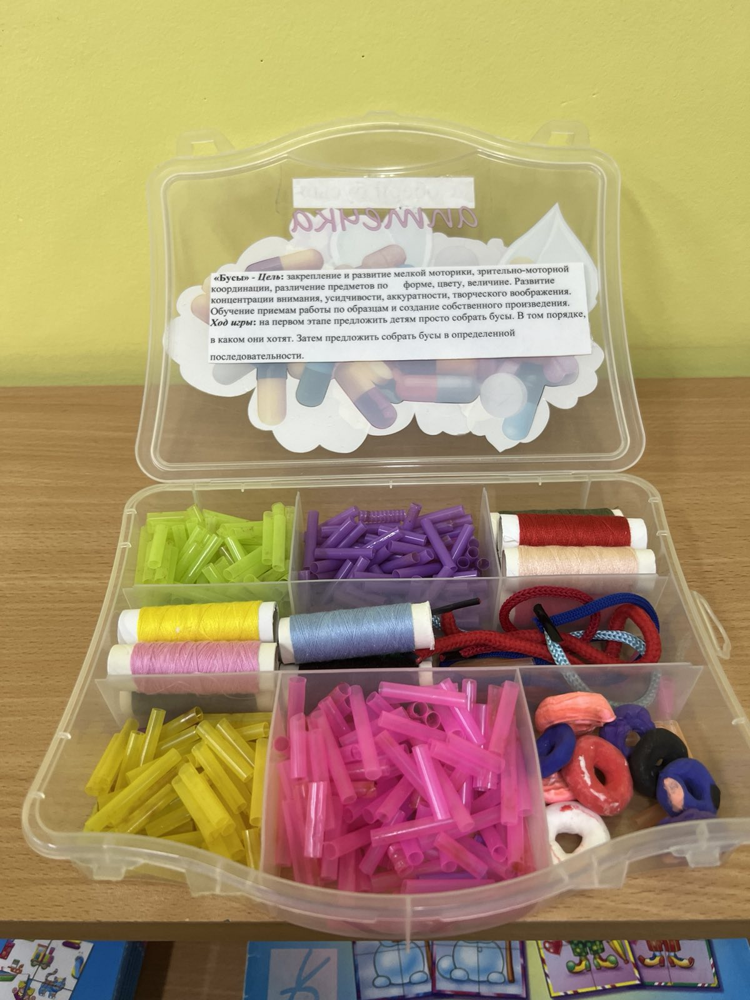 аптечка
«Бусы» - Цель: закрепление и развитие мелкой моторики, зрительно-моторной
координации, различение предметов по форме, цвету, величине. Развитие
концентрации внимания, усидчивости, аккуратности, творческого воображения.
Обучение приемам работы по образцам и создание собственного произведения.
Ход игры: на первом этапе предложить детям просто собрать бусы. В том порядке,
в каком они хотят. Затем предложить собрать бусы в определенной
последовательности.